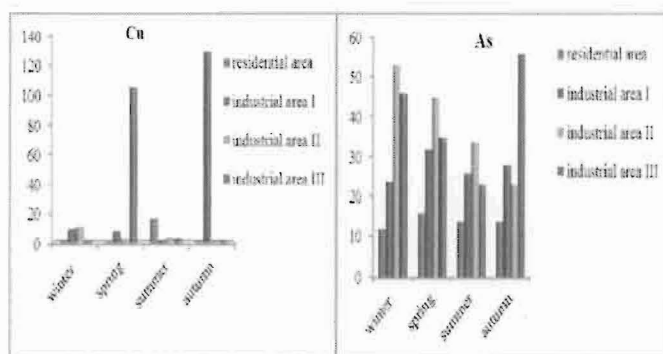 Cu
140
120
100
80
60
40
20
0
winter
spring
summer
autumn
residential area
industrial area I
industrial area II
industrial area III
As
60
50
40
30
20
10
0
winter
spring
summer
autumn
residential area
industrial area I
industrial area II
industrial area III